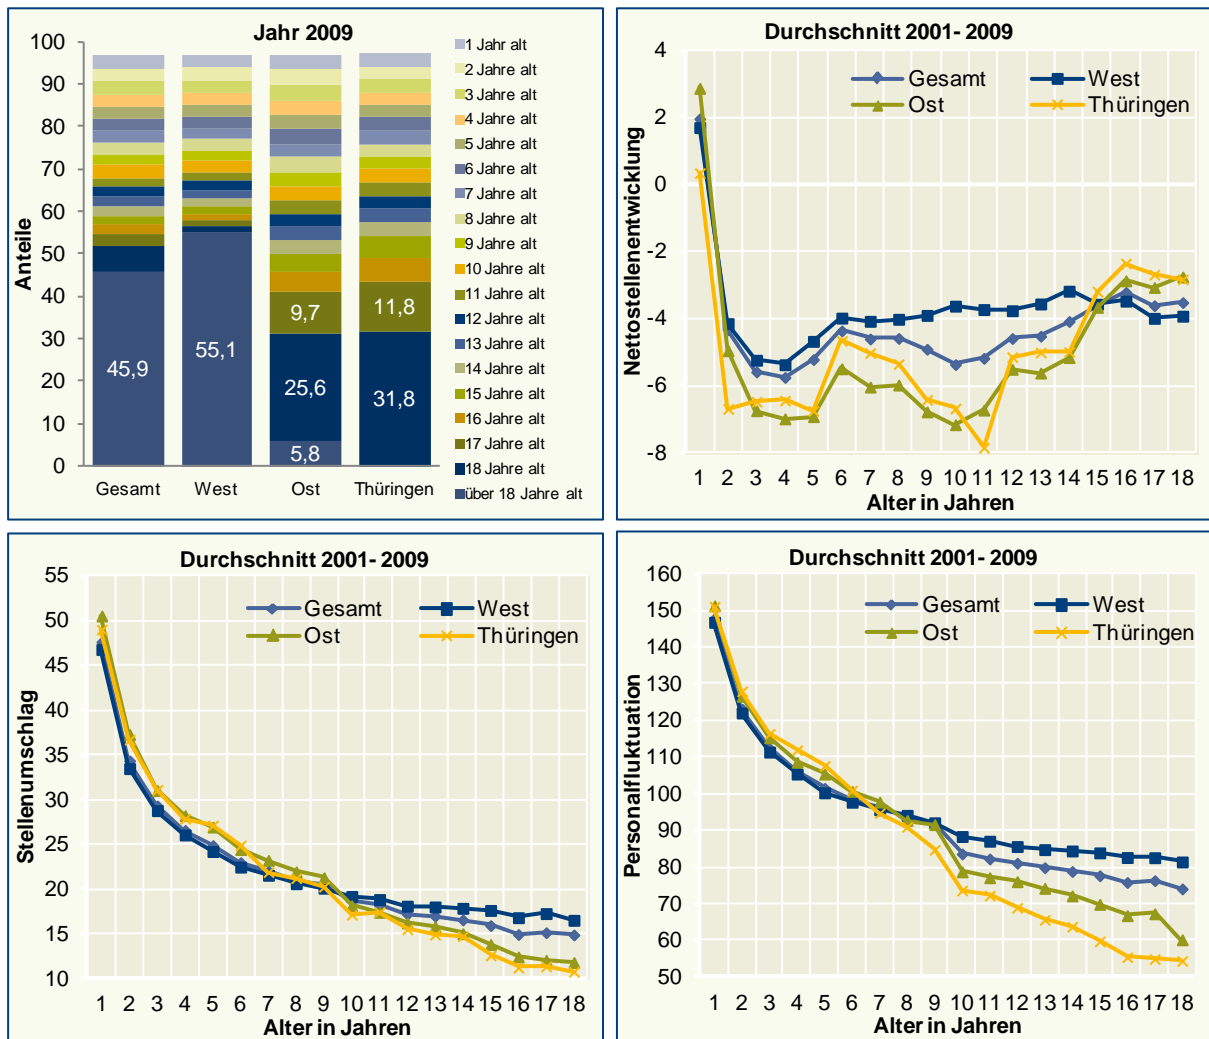 Jahr 2009
Anteile
100
90
80
70
60
50
40
30
20
10
0
45,9
55,1
5,8
25,6
9,7
31,8
11,8
Gesamt West Ost Thüringen
1 Jahr alt
2 Jahre alt
3 Jahre alt
4 Jahre alt
5 Jahre alt
6 Jahre alt
7 Jahre alt
8 Jahre alt
9 Jahre alt
10 Jahre alt
11 Jahre alt
12 Jahre alt
13 Jahre alt
14 Jahre alt
15 Jahre alt
16 Jahre alt
17 Jahre alt
18 Jahre alt
über 18 Jahre alt
Durchschnitt 2001- 2009
Gesamt West
Ost Thüringen
Nettostellenentwicklung
4
2
0
-2
-4
-6
-8
1 2 3 4 5 6 7 8 9 10 11 12 13 14 15 16 17 18
Alter in Jahren
Durchschnitt 2001- 2009
Gesamt West
Ost Thüringen
Stellenumschlag
55
50
45
40
35
30
25
20
15
10
1 2 3 4 5 6 7 8 9 10 11 12 13 14 15 16 17 18
Alter in Jahren
Durchschnitt 2001- 2009
Gesamt West
Ost Thüringen
Personalfluktuation
160
150
140
130
120
110
100
90
80
70
60
50
1 2 3 4 5 6 7 8 9 10 11 12 13 14 15 16 17 18
Alter in Jahren